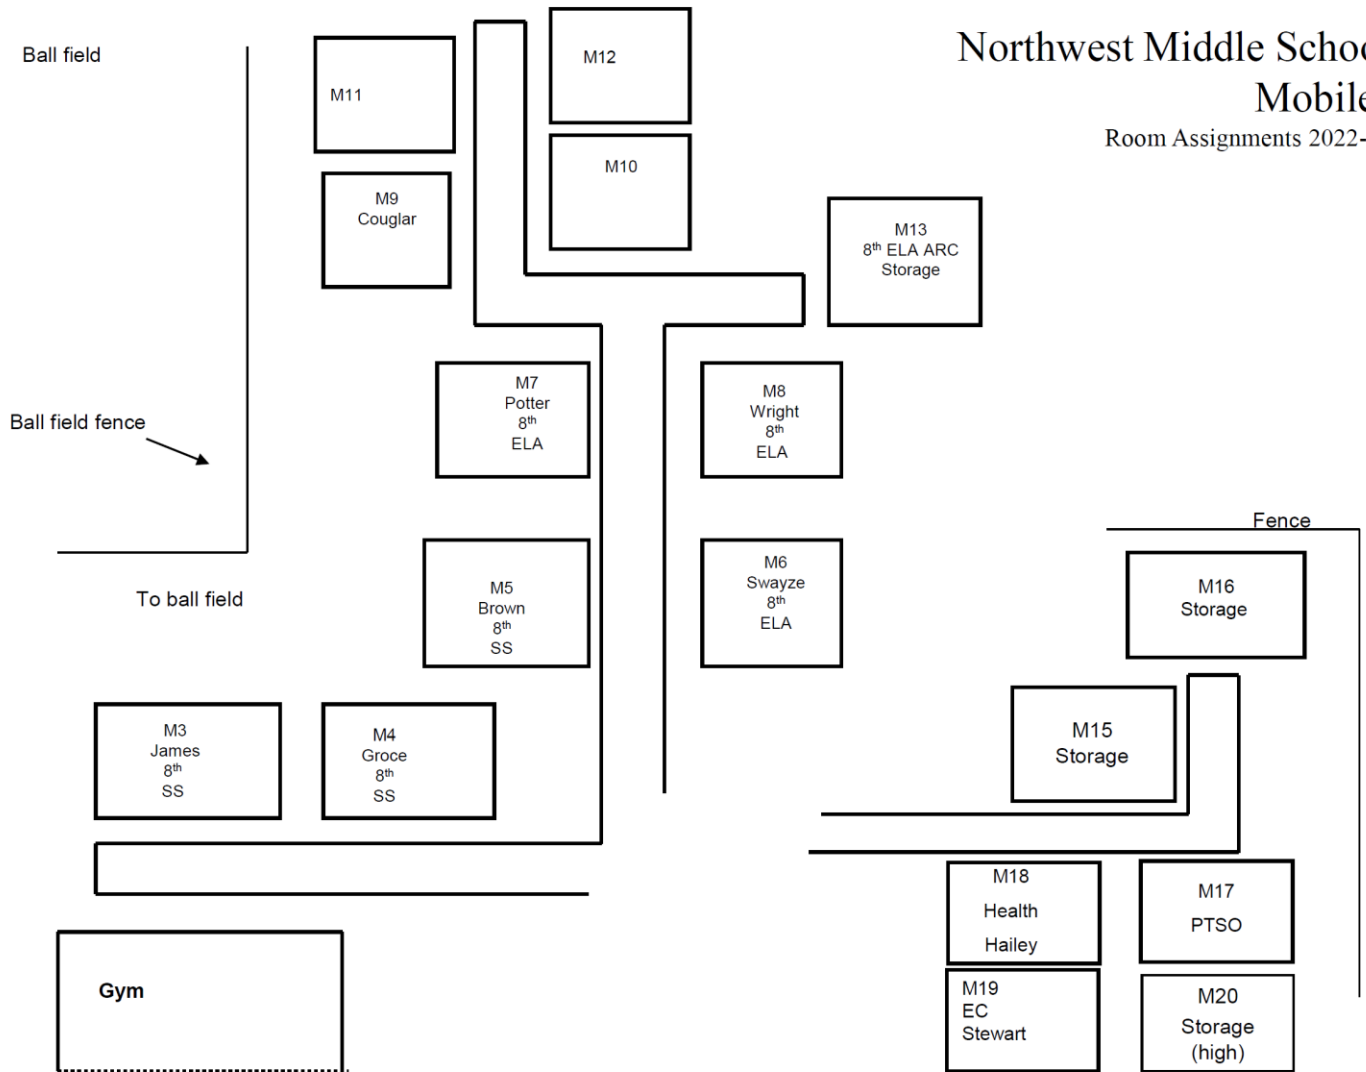 Northwest Middle Schoo
Mobile
Room Assignments 2022-
Ball field
M11
M12
M10
M9
Couglar
M13
8th ELA ARC
Storage
M7
Potter
8th
ELA
M8
Wright
8th
ELA
Ball field fence
Fence
To ball field
M5
Brown
8th
SS
M6
Swayze
8th
ELA
M16
Storage
M3
James
8th
SS
M4
Groce
8th
SS
M15
Storage
M18
Health
Hailey
M17
PTSO
Gym
M19
EC
Stewart
M20
Storage
(high)